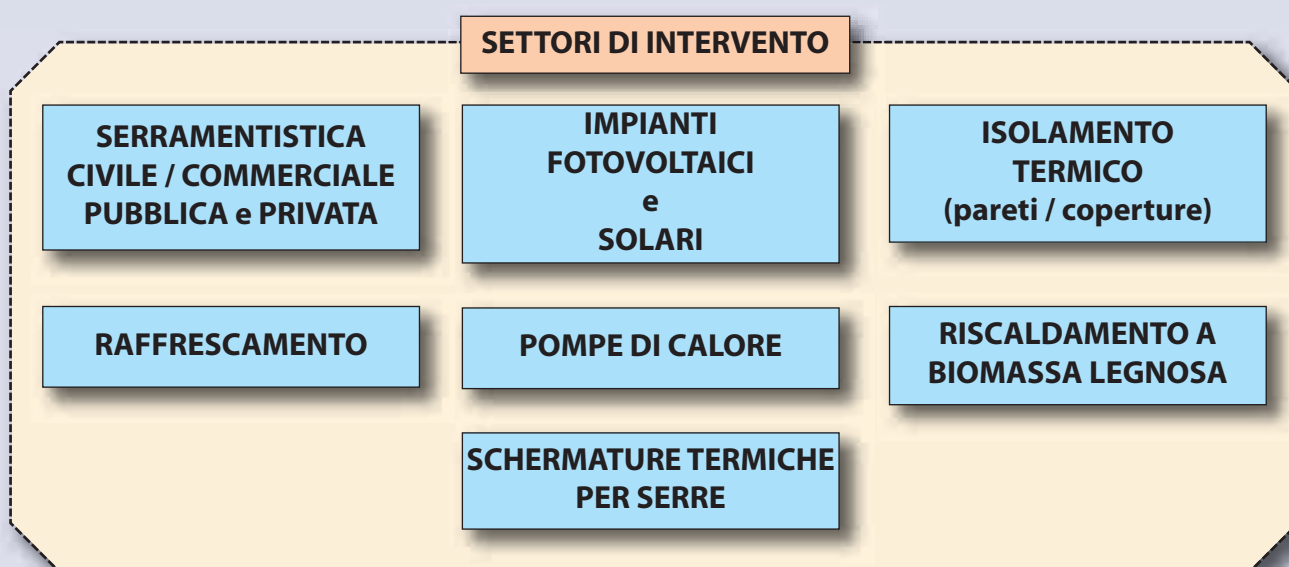 SETTORI DI INTERVENTO
SERRAMENTISTICA
CIVILE / COMMERCIALE
PUBBLICA e PRIVATA
IMPIANTI
FOTOVOLTAICI
e
SOLARI
ISOLAMENTO
TERMICO
(pareti / coperture)
RAFFRESCAMENTO
POMPE DI CALORE
RISCALDAMENTO A
BIOMASSA LEGNOSA
SCHERMATURE TERMICHE
PER SERRE